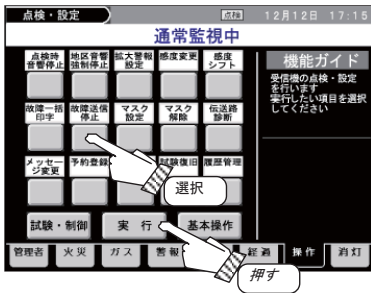 点検・設定
点検
12月12日 17:15
通常監視中
点検時
音響停止
地区音響
強制停止
拡大警報
設定
感度変更
感度
シフト
機能ガイド
受信機の点検・設定
を行います
実行したい項目を選択
してください
故障一括
印字
故障送信
停止
マスク
設定
マスク
解除
伝送路
診断
メッセー
ジ変更
予約登録
試験復旧
履歴管理
選択
試験・制御
実 行
基本操作
管理者
火災
ガス
警報
経過
操作
消灯
押す